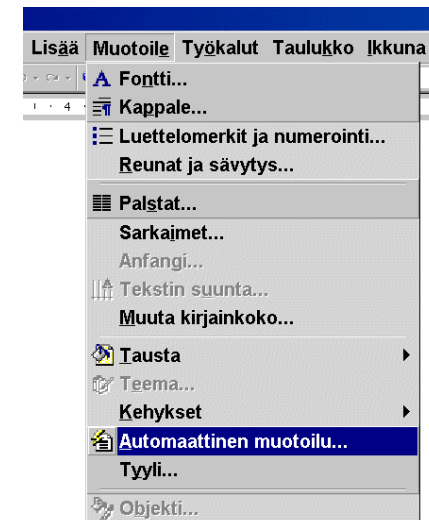 Lisää Muotoile Työkalut Taulukko Ikkuna
4
Fontti...
Kappale...
Luettelomerkit ja numerointi...
Reunat ja sävytys...
Palstat...
Sarkaimet...
Anfangi...
Tekstin suunta...
Muuta kirjainkoko...
Tausta
Teema...
Kehykset
Automaattinen muotoilu...
Tyyli...
Objekti...